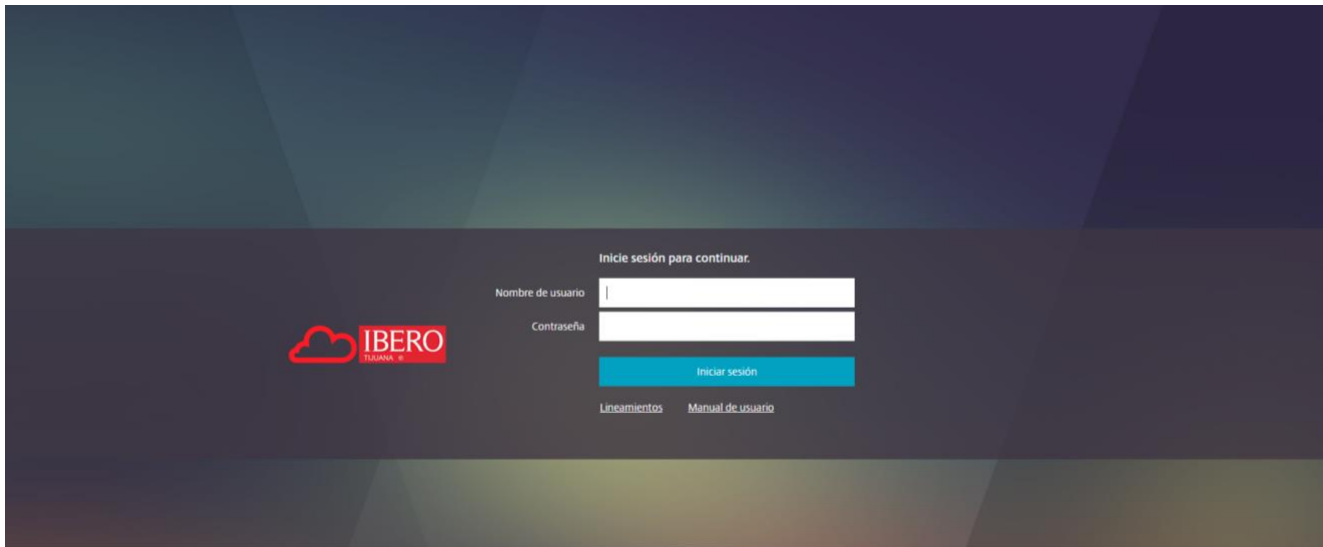 Inicie sesión para continuar.
Nombre de usuario
Contraseña
IBERO
TIJUANA ®
Iniciar sesión
Lineamientos Manual de usuario